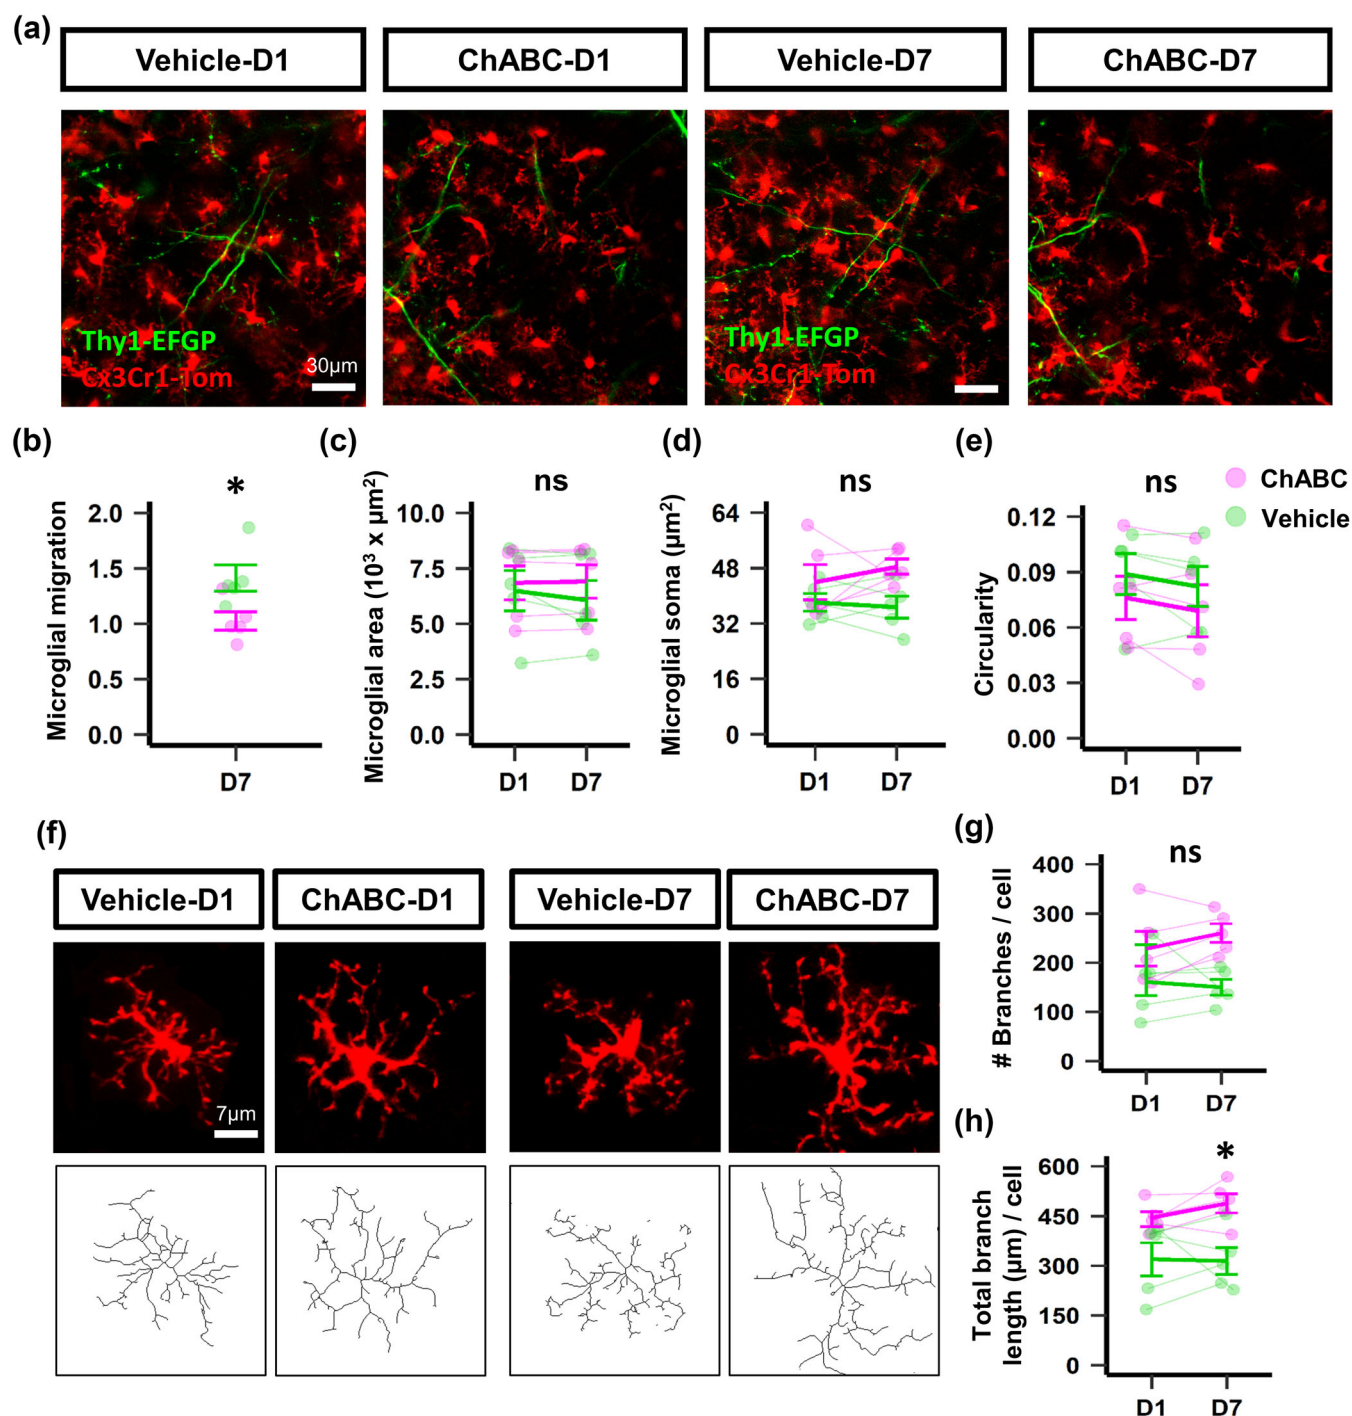 (a)
Vehicle-D1
ChABC-D1
Vehicle-D7
ChABC-D7
Thy1-EFGP
Cx3Cr1-Tom
30µm
Thy1-EFGP
Cx3Cr1-Tom
(b)
Microglial migration
*
2.0
1.5
1.0
0.5
0.0
D7
(c)
Microglial area (10³ x µm²)
ns
10.0
7.5
5.0
2.5
0.0
D1 D7
(d)
Microglial soma (µm²)
ns
64
48
32
16
0
D1 D7
(e)
Circularity
ns
0.12
0.09
0.06
0.03
0.00
D1 D7
ChABC
Vehicle
(f)
Vehicle-D1
ChABC-D1
Vehicle-D7
ChABC-D7
7µm
(g)
# Branches / cell
ns
400
300
200
100
0
D1 D7
(h)
Total branch
length (µm) / cell
*
600
450
300
150
0
D1 D7